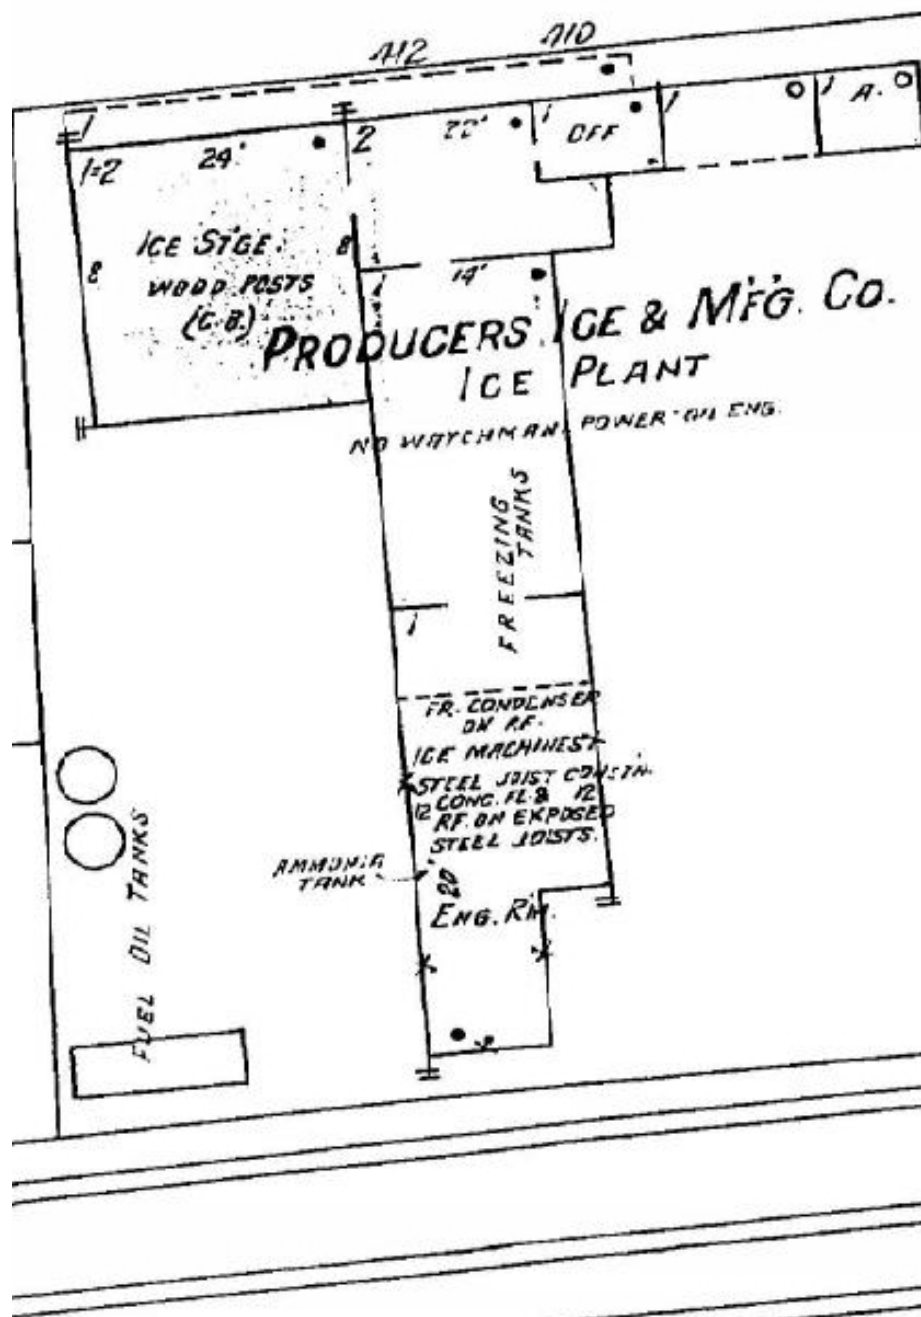 412
410
1
2
22'
1
OFF
1
1
A.
1=2
24'
ICE ST'GE.
WOOD POSTS
(C.B.)
8
8
14'
PRODUCERS ICE & M'F'G. CO.
ICE PLANT
NO WATCHMAN. POWER-OIL ENG.
FREEZING
TANKS
FR. CONDENSER
ON RF.
ICE MACHINES
STEEL JOIST CONSTN.
12 CONC. FL. & 12
RF. ON EXPOSED
STEEL JOISTS.
AMMONIA
TANK
20'
ENG. RM.
FUEL OIL TANKS